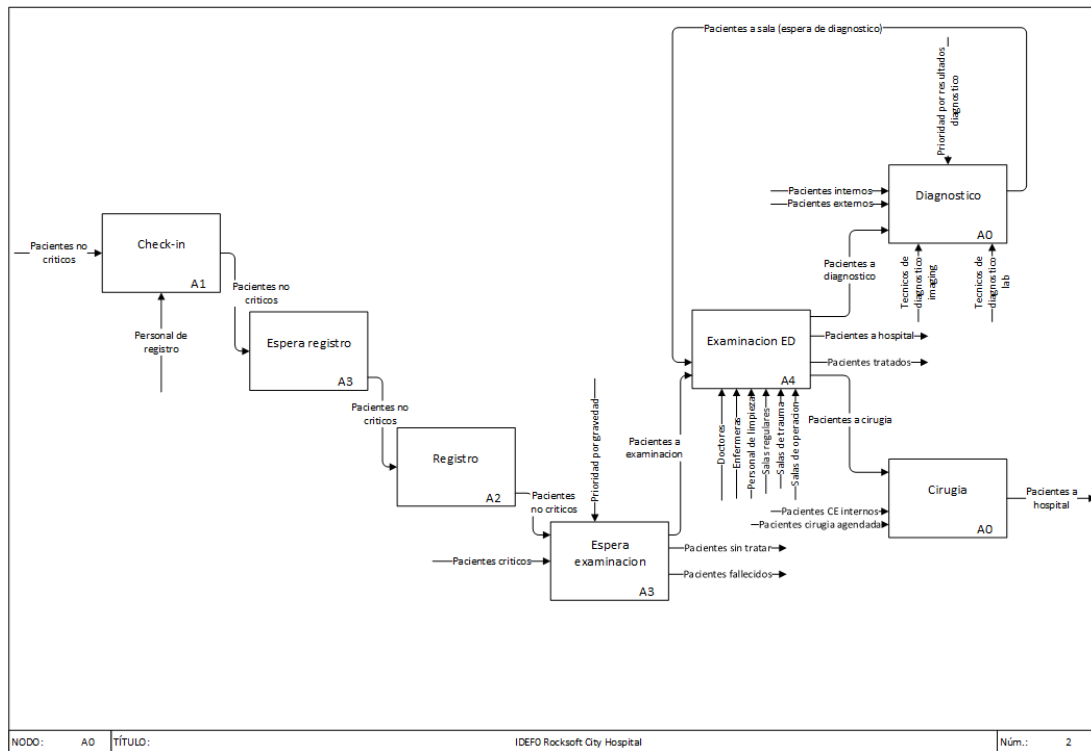 Pacientes a sala (espera de diagnostico)
Prioridad por resultados
diagnostico
Pacientes internos
Pacientes externos
Diagnostico
A0
Pacientes no
criticos
Check-in
A1
Personal de
registro
Pacientes no
criticos
Espera registro
A3
Pacientes no
criticos
Registro
A2
Pacientes
no criticos
Prioridad por gravedad
Pacientes criticos
Espera
examinacion
A3
Pacientes a
examinacion
Pacientes sin tratar
Pacientes fallecidos
Pacientes a
diagnostico
Tecnicos de
diagnostico
imaging
Tecnicos de
diagnostico
lab
Examinacion ED
A4
Pacientes a hospital
Pacientes tratados
Pacientes a cirugia
Doctores
Enfermeras
Personal de limpieza
Salas regulares
Salas de trauma
Salas de operacion
Pacientes CE internos
Pacientes cirugia agendada
Cirugia
A0
Pacientes a
hospital
NODO: A0 TÍTULO: IDEF0 Rocksoft City Hospital Núm.: 2